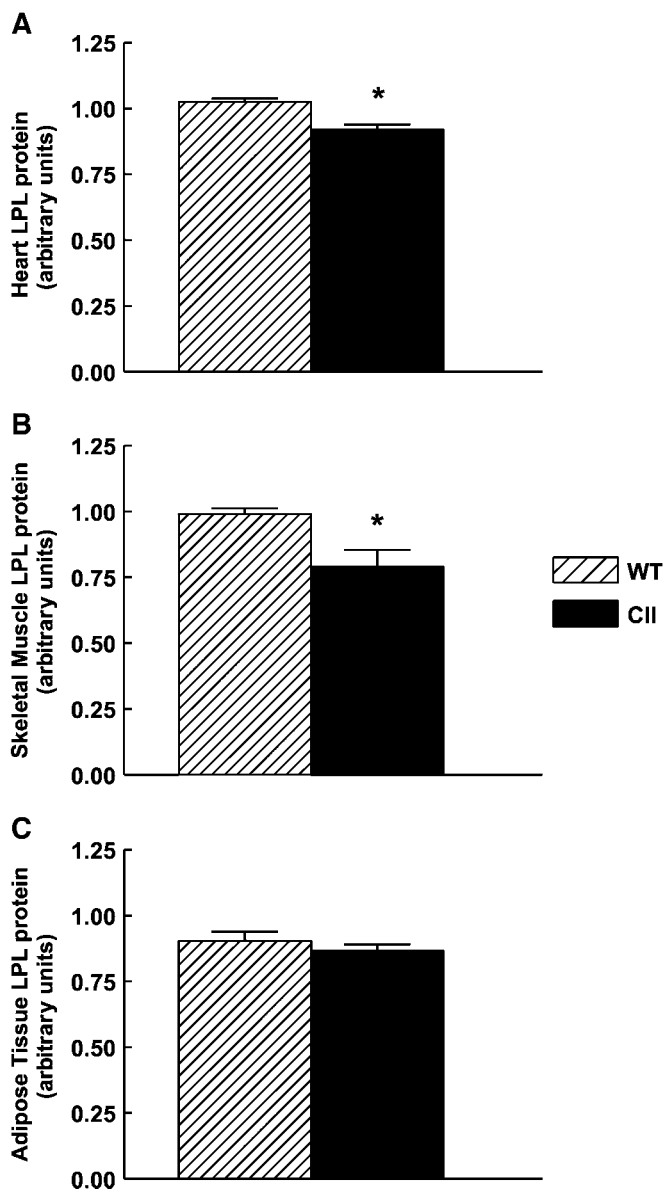 A
Heart LPL protein
(arbitrary units)
1.25
1.00
0.75
0.50
0.25
0.00
*
B
Skeletal Muscle LPL protein
(arbitrary units)
1.25
1.00
0.75
0.50
0.25
0.00
*
WT
CII
C
Adipose Tissue LPL protein
(arbitrary units)
1.25
1.00
0.75
0.50
0.25
0.00